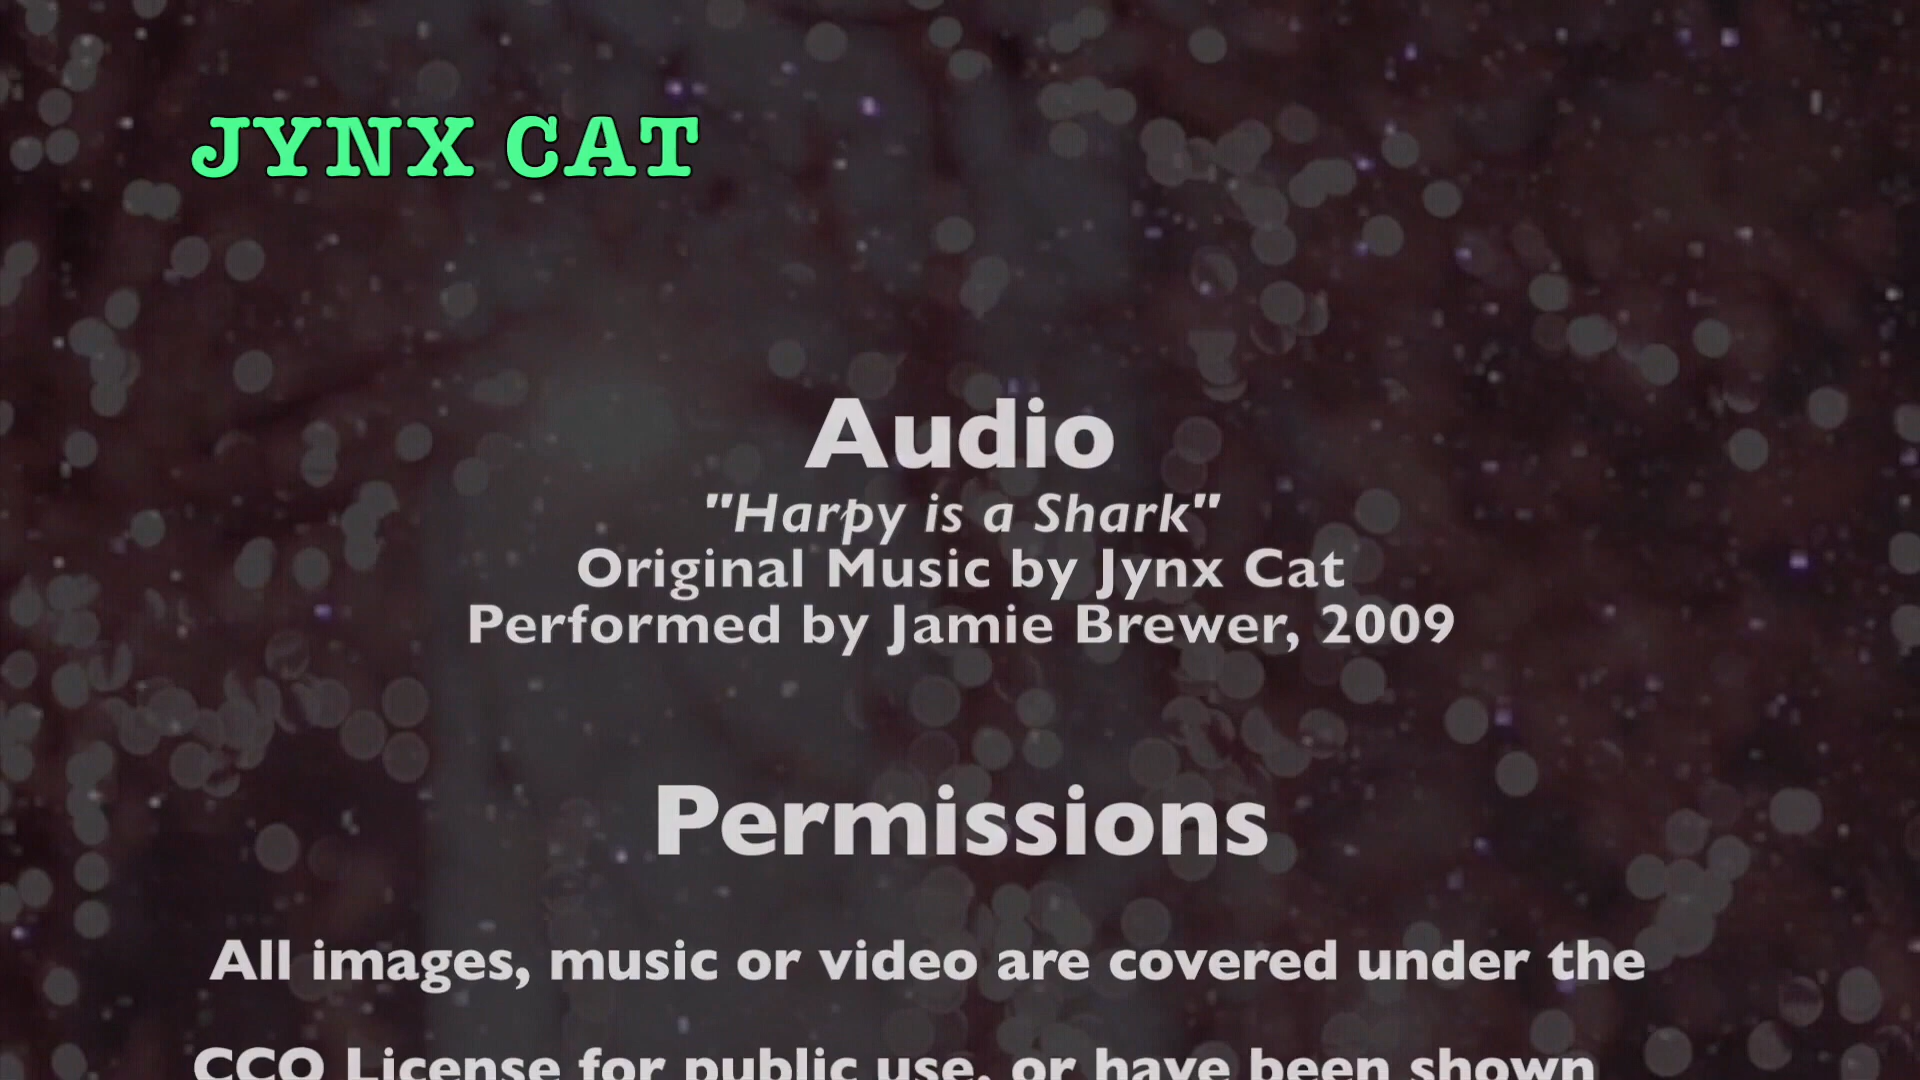 JYNX CAT
Audio
"Harpy is a Shark"
Original Music by Jynx Cat
Performed by Jamie Brewer, 2009
Permissions
All images, music or video are covered under the
CCO License for public use, or have been shown